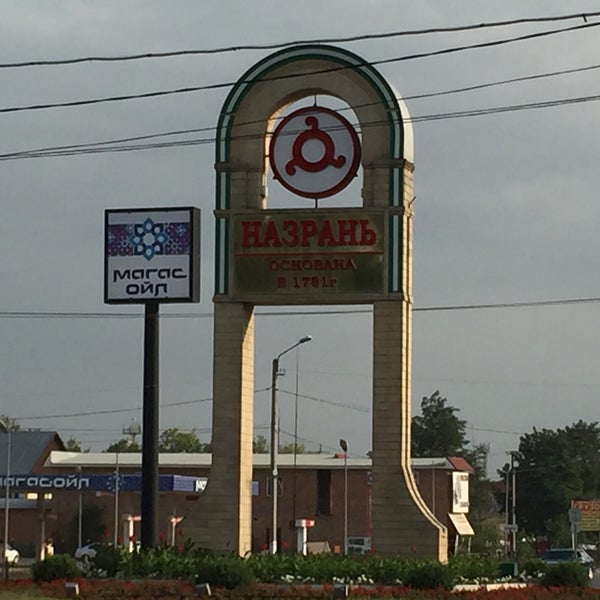 НАЗРАНЬ
ОСНОВАНА
В 1781г
магас
ойл
магасойл